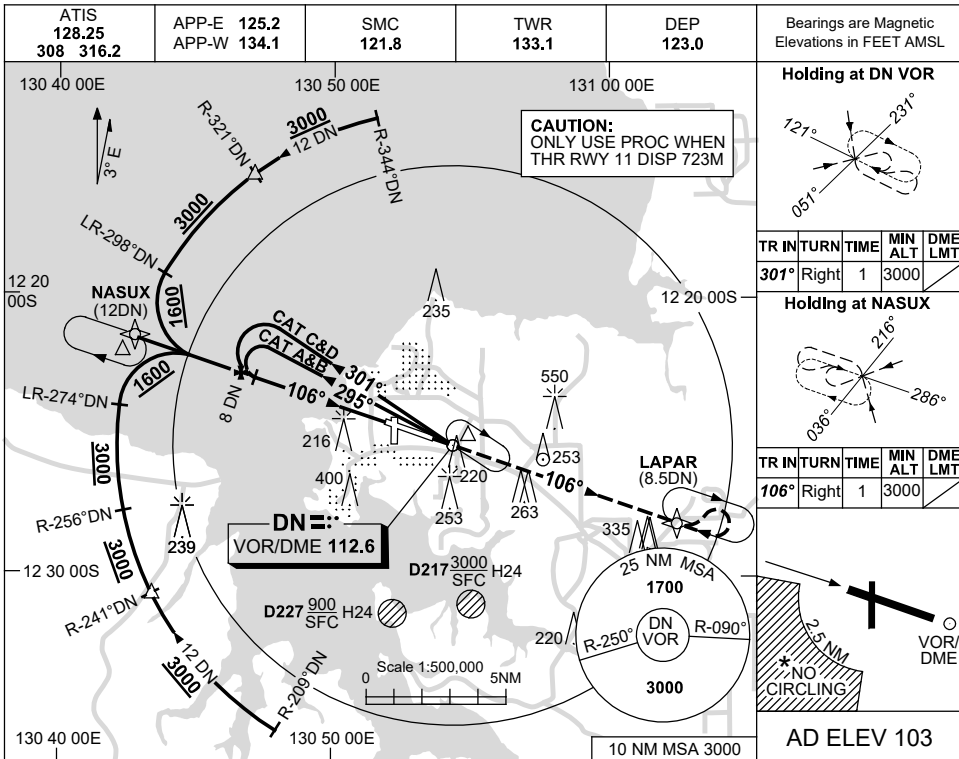 ATIS
128.25
308 316.2
APP-E 125.2
APP-W 134.1
SMC
121.8
TWR
133.1
DEP
123.0
Bearings are Magnetic
Elevations in FEET AMSL
130 40 00E
130 50 00E
131 00 00E
3° E
R-321°DN
3000
12 DN
R-344°DN
CAUTION:
ONLY USE PROC WHEN
THR RWY 11 DISP 723M
3000
LR-298°DN
12 20
00S
NASUX
(12DN)
1600
12 20 00S
235
CAT C&D
CAT A&B
301°
295°
1600
8 DN
106°
LR-274°DN
550
216
253
220
106°
LAPAR
(8.5DN)
3000
400
253
263
335
R-256°DN
239
DN
VOR/DME 112.6
12 30 00S
3000
R-241°DN
D217 3000
SFC H24
D227 900
SFC H24
25 NM MSA
1700
DN
VOR
R-250°
R-090°
3000
220
12 DN
3000
R-209°DN
Scale 1:500,000
0
5NM
130 40 00E
130 50 00E
10 NM MSA 3000
Holding at DN VOR
121°
231°
051°
TR IN TURN TIME MIN ALT DME LMT
301° Right 1 3000
Holding at NASUX
216°
286°
036°
TR IN TURN TIME MIN ALT DME LMT
106° Right 1 3000
2.5 NM
* NO
CIRCLING
VOR/
DME
AD ELEV 103